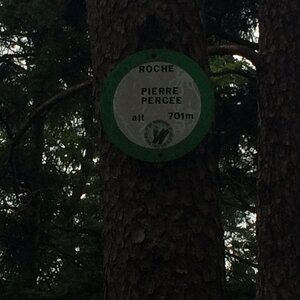 ROCHE
PIERRE
PERCEE
alt 701m